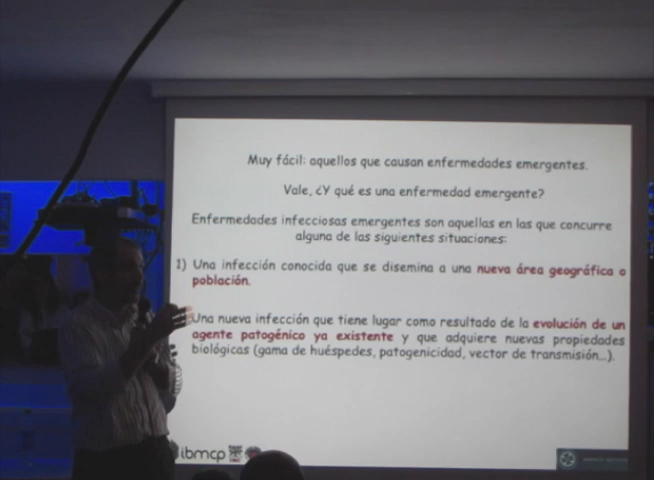 Muy fácil: aquellos que causan enfermedades emergentes.
Vale, ¿Y qué es una enfermedad emergente?
Enfermedades infecciosas emergentes son aquellas en las que concurre
alguna de las siguientes situaciones:
1) Una infección conocida que se disemina a una nueva área geográfica o
población.
Una nueva infección que tiene lugar como resultado de la evolución de un
agente patogénico ya existente y que adquiere nuevas propiedades
biológicas (gama de huéspedes, patogenicidad, vector de transmisión...).
ibmcp